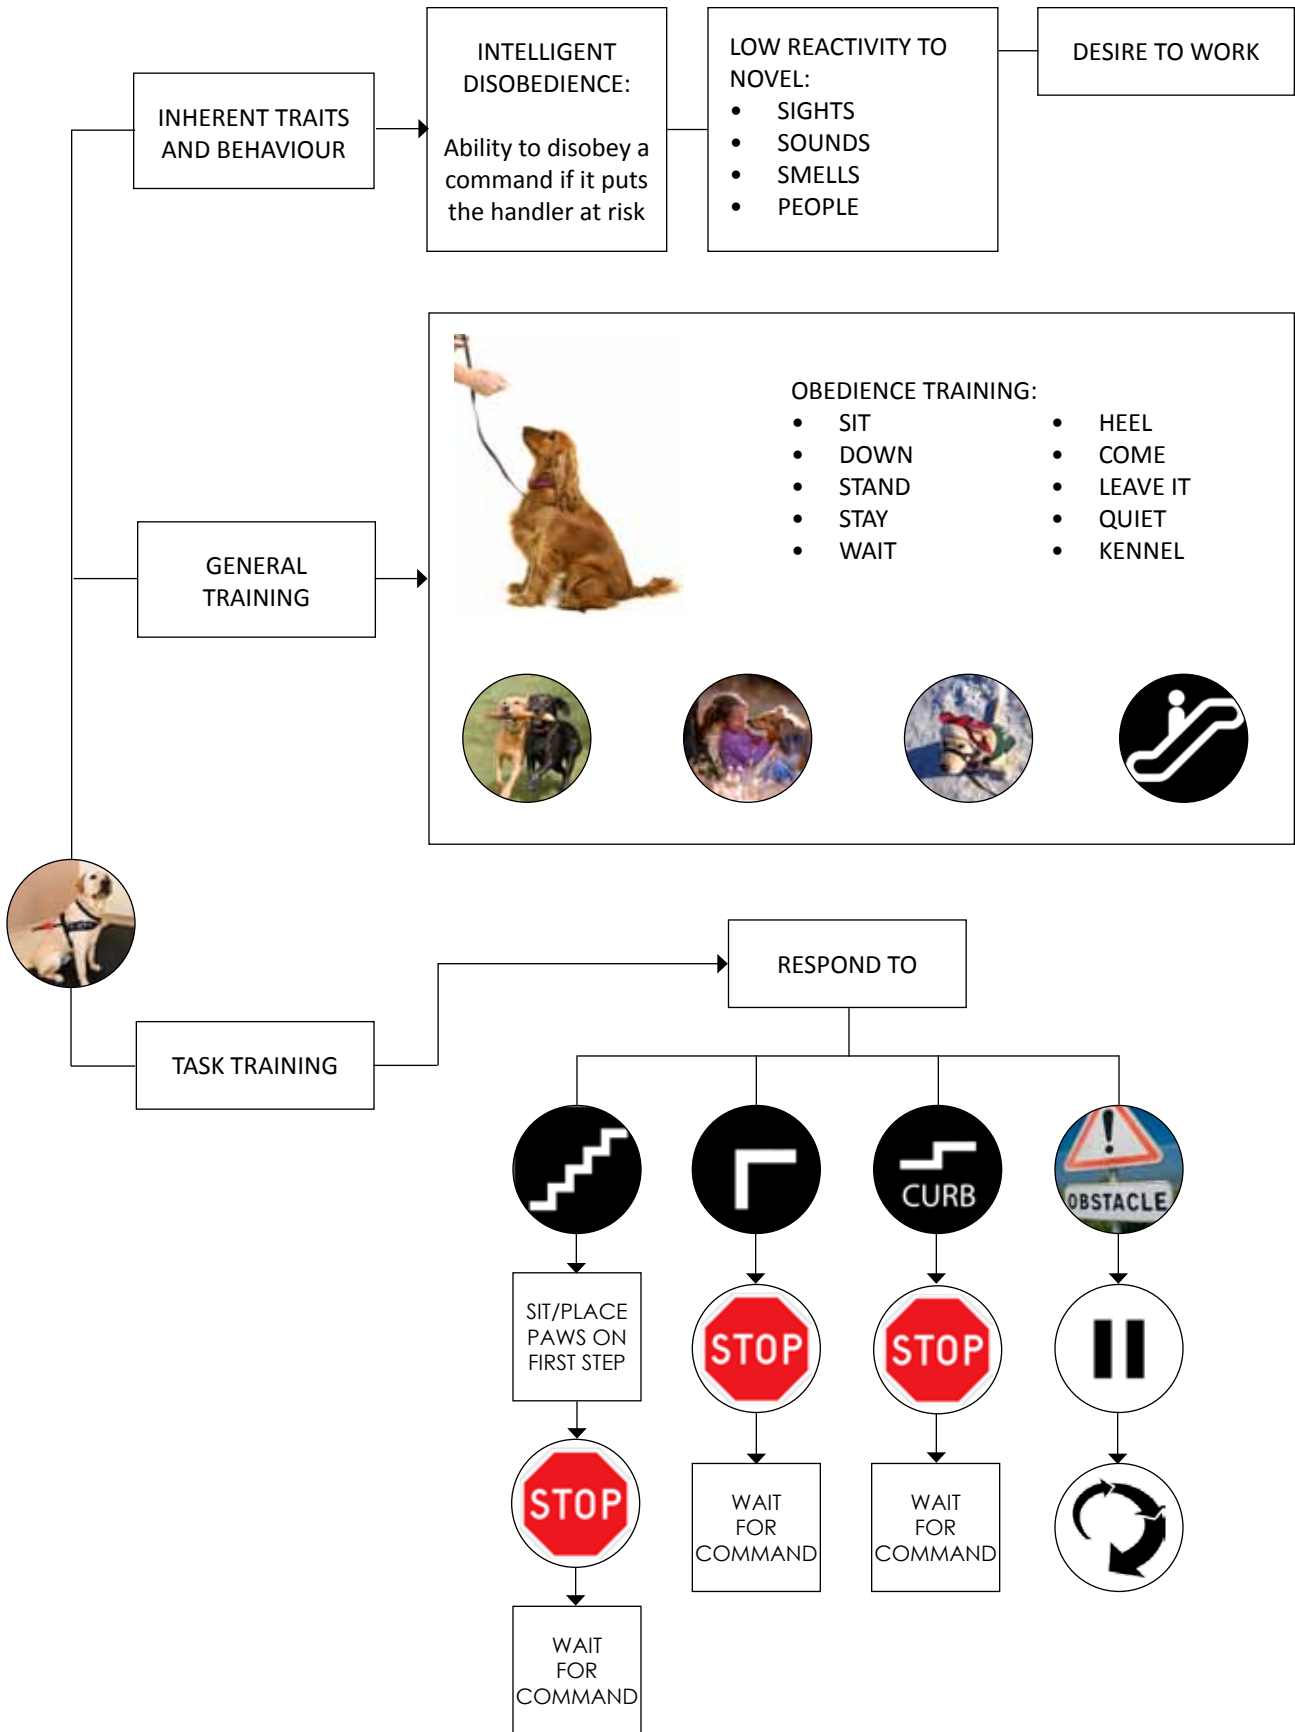 INHERENT TRAITS
AND BEHAVIOUR
INTELLIGENT
DISOBEDIENCE:
Ability to disobey a
command if it puts
the handler at risk
LOW REACTIVITY TO
NOVEL:
• SIGHTS
• SOUNDS
• SMELLS
• PEOPLE
DESIRE TO WORK
GENERAL
TRAINING
OBEDIENCE TRAINING:
• SIT
• DOWN
• STAND
• STAY
• WAIT
• HEEL
• COME
• LEAVE IT
• QUIET
• KENNEL
TASK TRAINING
RESPOND TO
SIT/PLACE
PAWS ON
FIRST STEP
STOP
WAIT
FOR
COMMAND
STOP
WAIT
FOR
COMMAND
CURB
STOP
WAIT
FOR
COMMAND
!
OBSTACLE